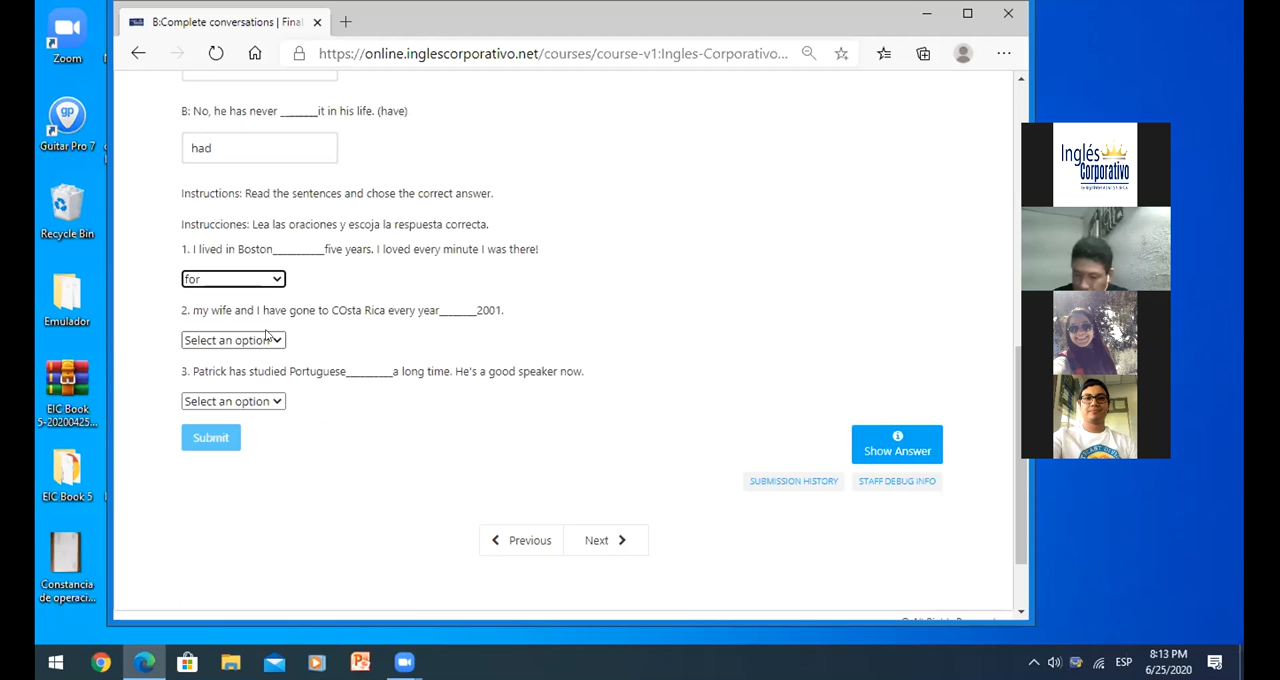 Zoom
Guitar Pro 7
Recycle Bin
Emulador
EIC Book
5-20200425...
EIC Book 5
Constancia
de operaci...
B:Complete conversations | Final
https://online.inglescorporativo.net/courses/course-v1:Ingles-Corporativo...
B: No, he has never _______it in his life. (have)
had
Instructions: Read the sentences and chose the correct answer.
Instrucciones: Lea las oraciones y escoja la respuesta correcta.
1. I lived in Boston__________five years. I loved every minute I was there!
for
2. my wife and I have gone to COsta Rica every year_______2001.
Select an option
3. Patrick has studied Portuguese_________a long time. He's a good speaker now.
Select an option
Submit
Show Answer
SUBMISSION HISTORY
STAFF DEBUG INFO
Previous
Next
Inglés
Corporativo
ESP
8:13 PM
6/25/2020